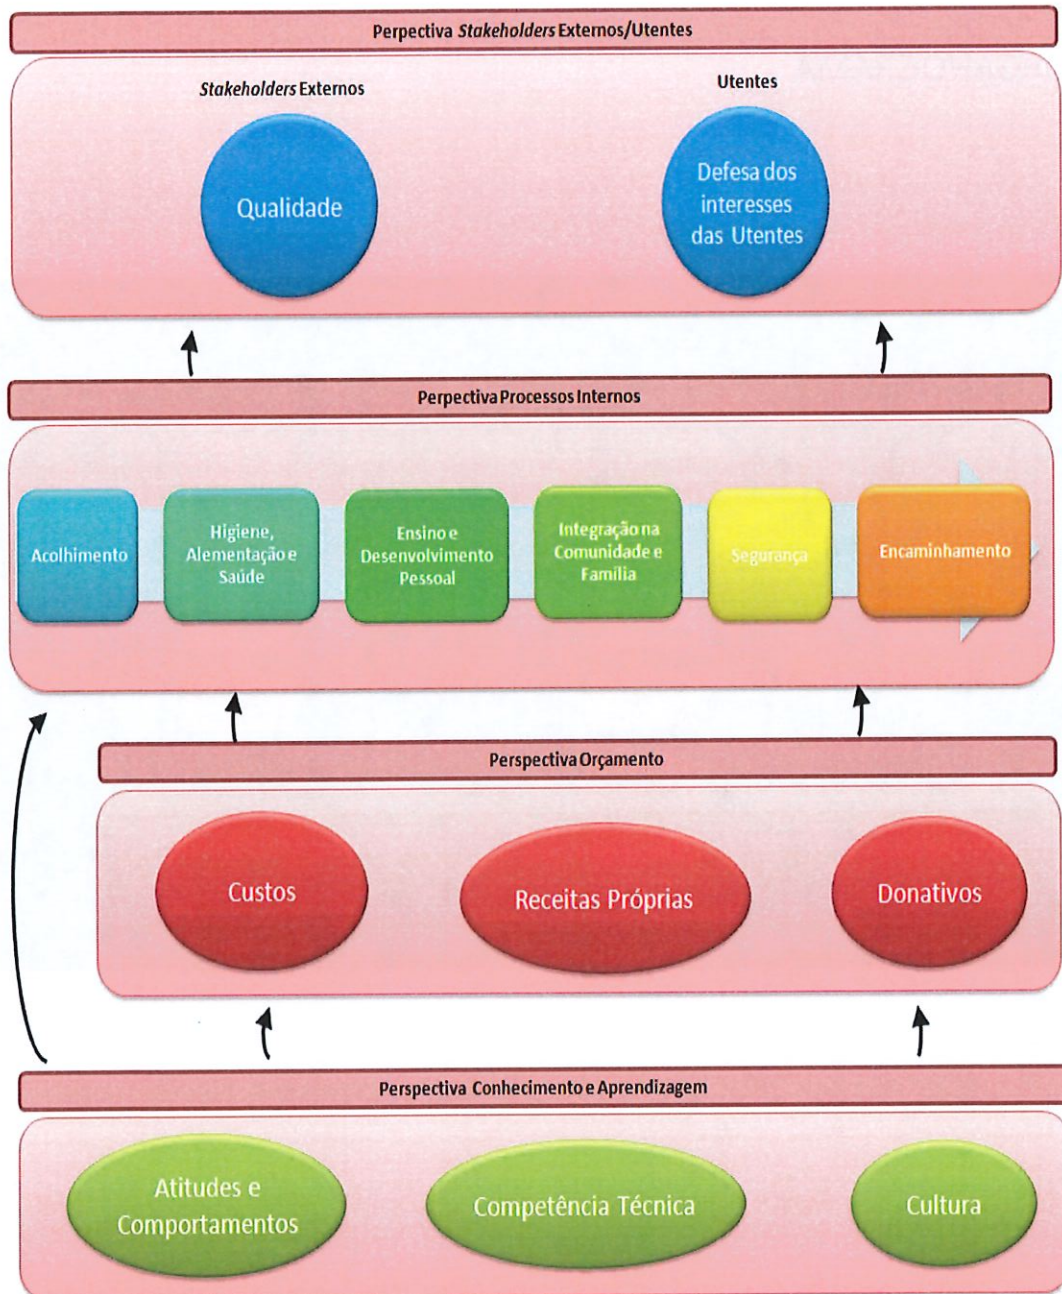 Perpectiva Stakeholders Externos/Utentes
Stakeholders Externos
Utentes
Qualidade
Defesa dos
interesses
das Utentes
Perpectiva Processos Internos
Acolhimento
Higiene,
Alementação e
Saúde
Ensino e
Desenvolvimento
Pessoal
Integração na
Comunidade e
Família
Segurança
Encaminhamento
Perspectiva Orçamento
Custos
Receitas Próprias
Donativos
Perspectiva Conhecimento e Aprendizagem
Atitudes e
Comportamentos
Competência Técnica
Cultura